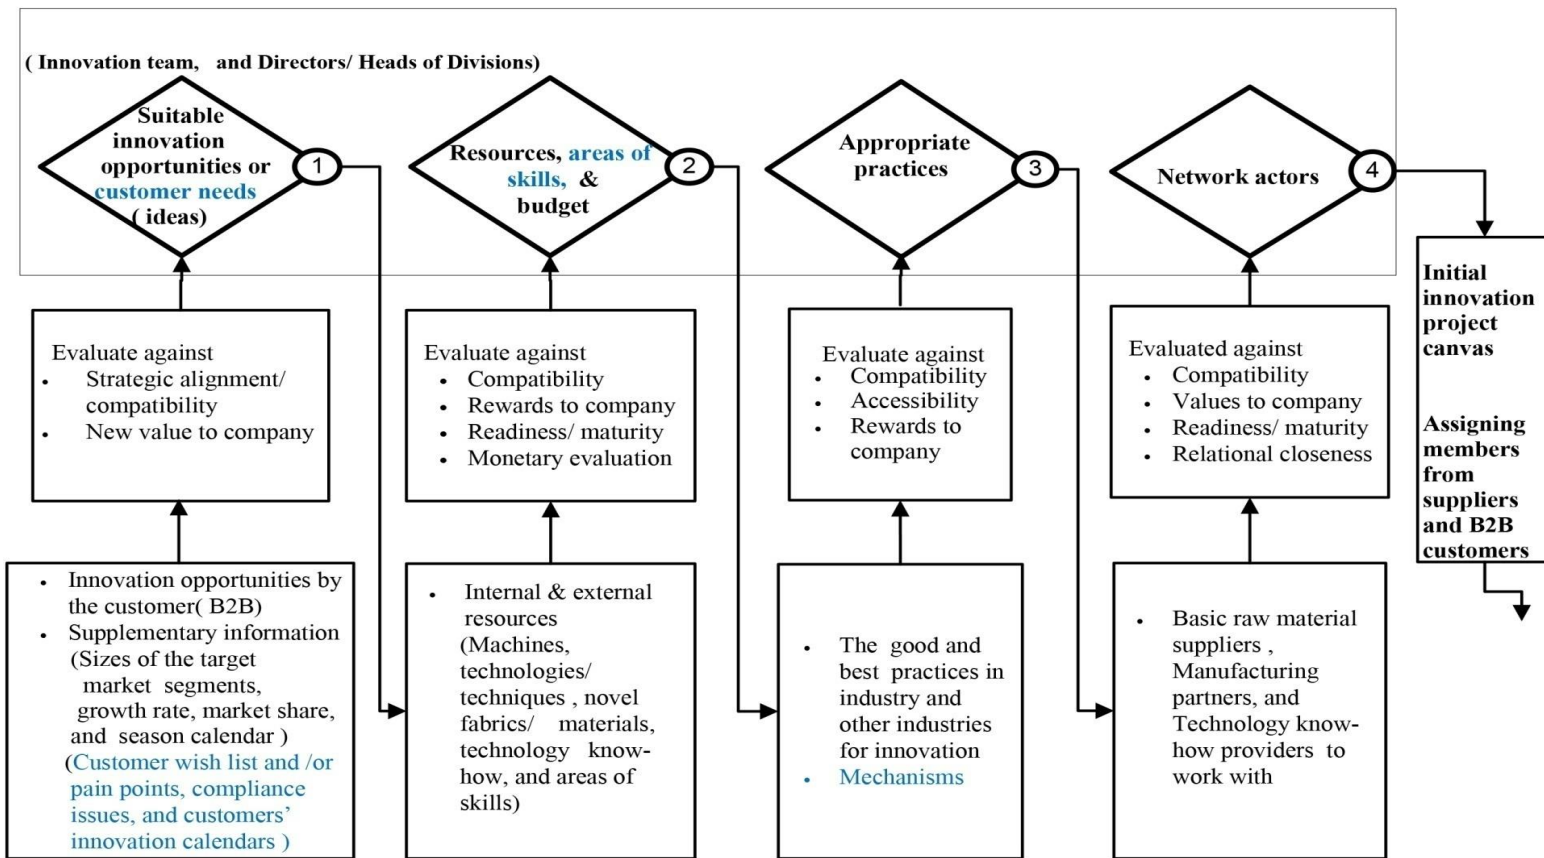 ( Innovation team, and Directors/ Heads of Divisions)
Suitable
innovation
opportunities or
customer needs
( ideas)
1
Resources, areas of
skills, &
budget
2
Appropriate
practices
3
Network actors
4
Evaluate against
• Strategic alignment/
compatibility
• New value to company
Evaluate against
• Compatibility
• Rewards to company
• Readiness/ maturity
• Monetary evaluation
Evaluate against
• Compatibility
• Accessibility
• Rewards to
company
Evaluated against
• Compatibility
• Values to company
• Readiness/ maturity
• Relational closeness
Initial
innovation
project
canvas
Assigning
members
from
suppliers
and B2B
customers
• Innovation opportunities by
the customer( B2B)
• Supplementary information
(Sizes of the target
market segments,
growth rate, market share,
and season calendar )
(Customer wish list and /or
pain points, compliance
issues, and customers’
innovation calendars )
• Internal & external
resources
(Machines,
technologies/
techniques , novel
fabrics/ materials,
technology know-
how, and areas of
skills)
• The good and
best practices in
industry and
other industries
for innovation
• Mechanisms
• Basic raw material
suppliers ,
Manufacturing
partners, and
Technology know-
how providers to
work with